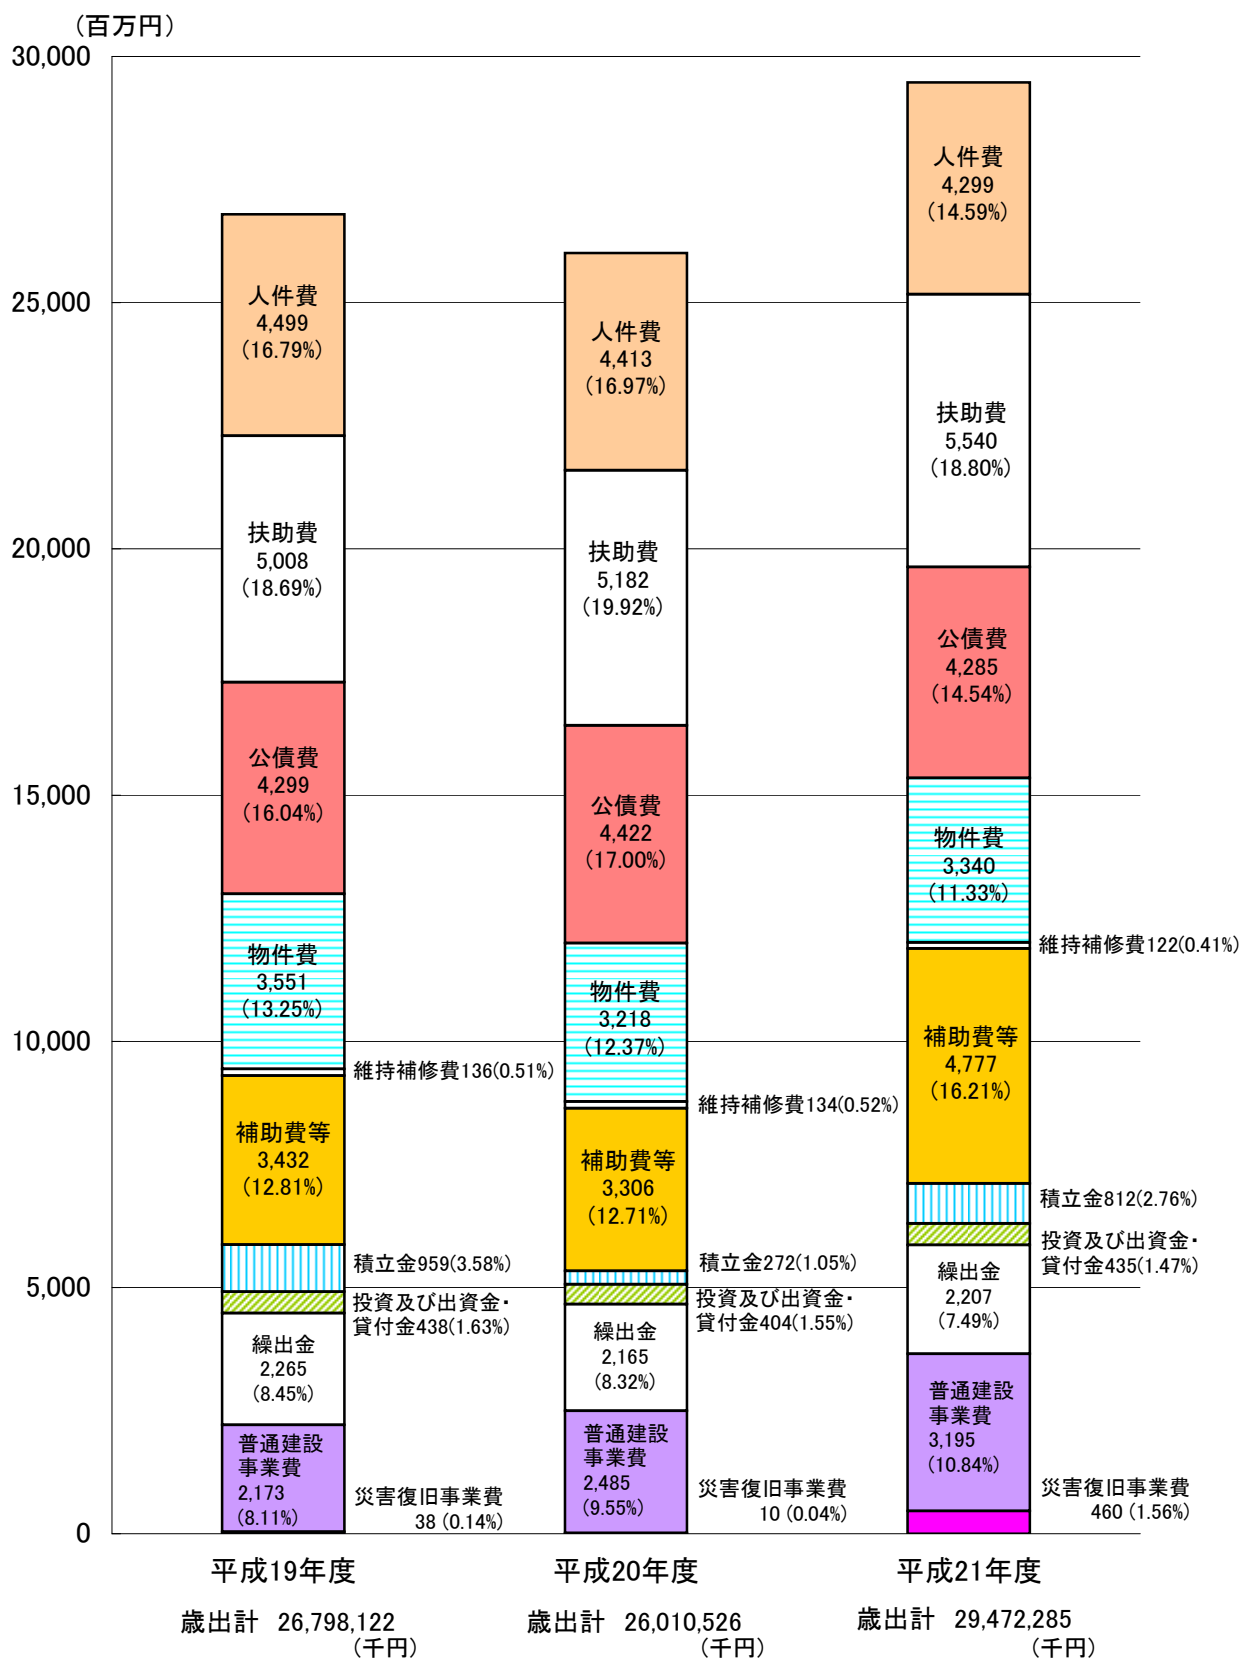 （百万円）
30,000
25,000
20,000
15,000
10,000
5,000
0
人件費
4,499
（16.79%）
扶助費
5,008
（18.69%）
公債費
4,299
（16.04%）
物件費
3,551
（13.25%）
維持補修費136(0.51%)
補助費等
3,432
（12.81%）
積立金959(3.58%)
投資及び出資金・
貸付金438(1.63%)
繰出金
2,265
（8.45%）
普通建設
事業費
2,173
（8.11%）
災害復旧事業費
38 (0.14%)
人件費
4,413
（16.97%）
扶助費
5,182
（19.92%）
公債費
4,422
（17.00%）
物件費
3,218
（12.37%）
維持補修費134(0.52%)
補助費等
3,306
（12.71%）
積立金272(1.05%)
投資及び出資金・
貸付金404(1.55%)
繰出金
2,165
（8.32%）
普通建設
事業費
2,485
（9.55%）
災害復旧事業費
10 (0.04%)
人件費
4,299
（14.59%）
扶助費
5,540
（18.80%）
公債費
4,285
（14.54%）
物件費
3,340
（11.33%）
維持補修費122(0.41%)
補助費等
4,777
（16.21%）
積立金812(2.76%)
投資及び出資金・
貸付金435(1.47%)
繰出金
2,207
（7.49%）
普通建設
事業費
3,195
（10.84%）
災害復旧事業費
460 (1.56%)
平成19年度
平成20年度
平成21年度
歳出計 26,798,122
（千円）
歳出計 26,010,526
（千円）
歳出計 29,472,285
（千円）